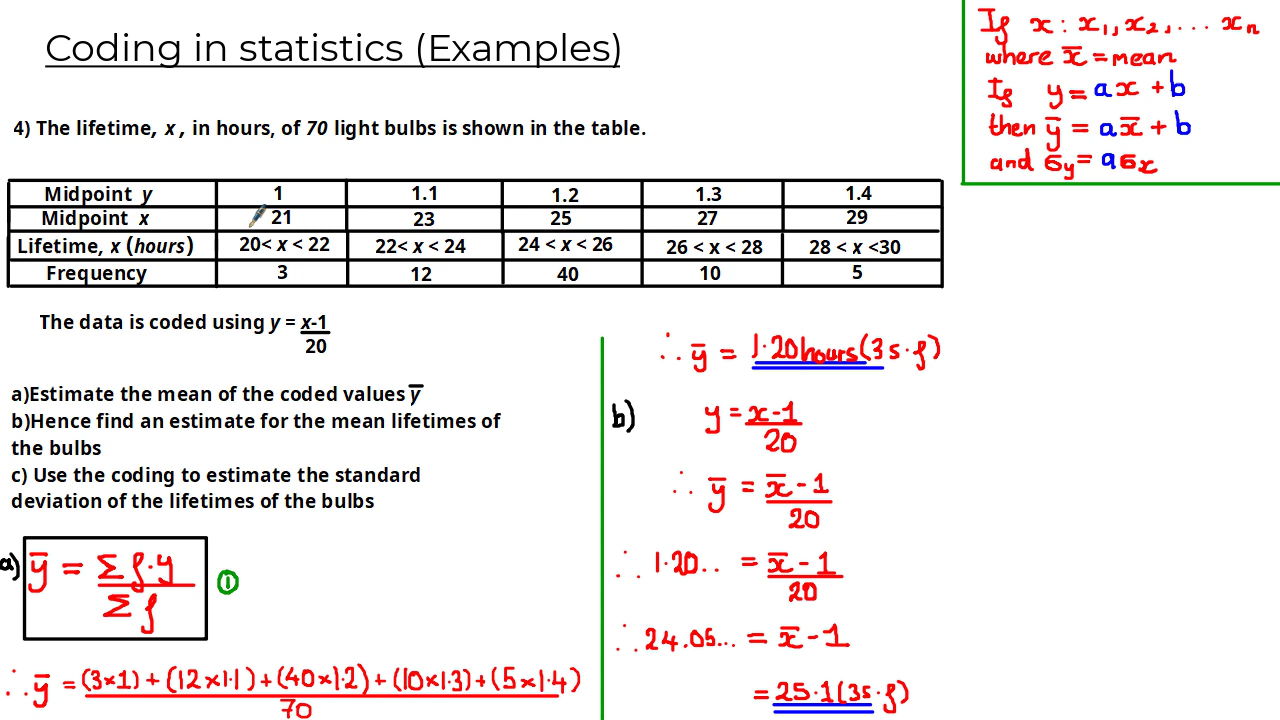 Coding in statistics (Examples)
If x : x₁, x₂, ... xₙ
where x̄ = mean
If y = ax + b
then ȳ = ax̄ + b
and σy = aσx
4) The lifetime, x , in hours, of 70 light bulbs is shown in the table.
Midpoint y 1 1.1 1.2 1.3 1.4
Midpoint x 21 23 25 27 29
Lifetime, x (hours) 20< x < 22 22< x < 24 24 < x < 26 26 < x < 28 28 < x <30
Frequency 3 12 40 10 5
The data is coded using y = x-1
20
a)Estimate the mean of the coded values ȳ
b)Hence find an estimate for the mean lifetimes of
the bulbs
c) Use the coding to estimate the standard
deviation of the lifetimes of the bulbs
a) ȳ = Σ f·y
Σ f
①
∴ ȳ = (3×1) + (12×1·1) + (40×1·2) + (10×1·3) + (5×1·4)
70
∴ ȳ = 1·20 hours (3s·f)
b) y = x-1
20
∴ ȳ = x̄ - 1
20
∴ 1·20.. = x̄ - 1
20
∴ 24.05... = x̄ - 1
= 25·1 (3s·f)